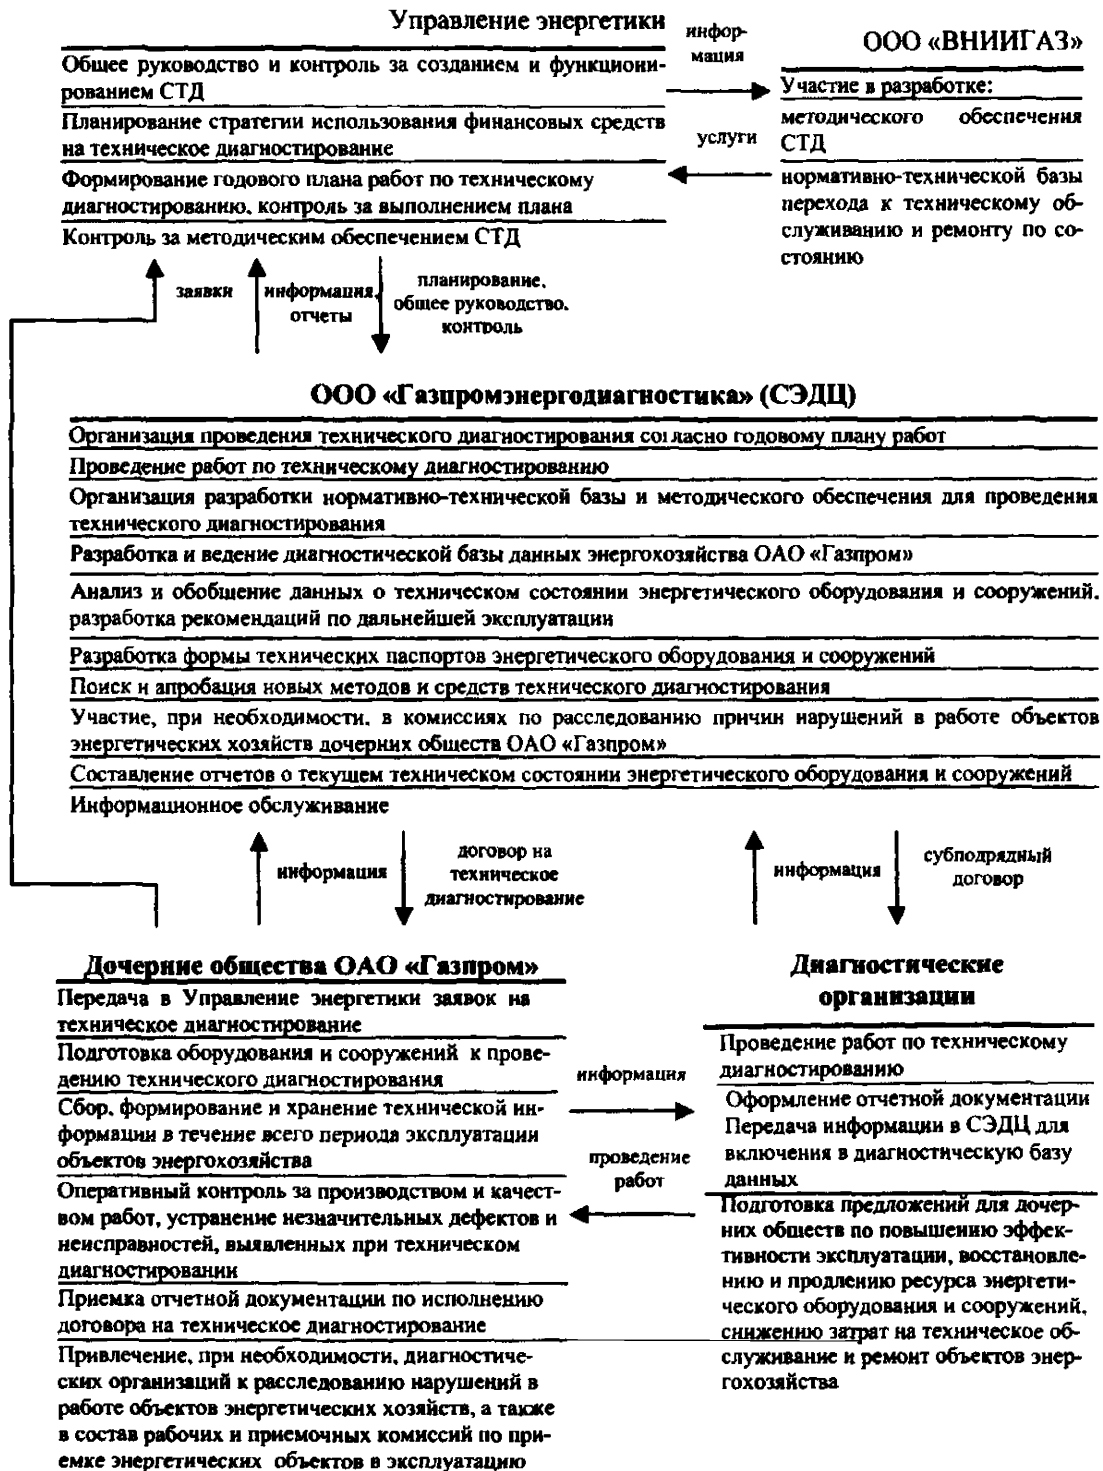 Управление энергетики
Общее руководство и контроль за созданием и функциони-
рованием СТД
Планирование стратегии использования финансовых средств
на техническое диагностирование
Формирование годового плана работ по техническому
диагностированию, контроль за выполнением плана
Контроль за методическим обеспечением СТД
инфор-
мация
услуги
ООО «ВНИИГАЗ»
Участие в разработке:
методического обеспечения
СТД
нормативно-технической базы
перехода к техническому об-
служиванию и ремонту по со-
стоянию
заявки
информация,
отчеты
планирование,
общее руководство,
контроль
ООО «Газпромэнергодиагностика» (СЭДЦ)
Организация проведения технического диагностирования согласно годовому плану работ
Проведение работ по техническому диагностированию
Организация разработки нормативно-технической базы и методического обеспечения для проведения
технического диагностирования
Разработка и ведение диагностической базы данных энергохозяйства ОАО «Газпром»
Анализ и обобщение данных о техническом состоянии энергетического оборудования и сооружений,
разработка рекомендаций по дальнейшей эксплуатации
Разработка формы технических паспортов энергетического оборудования и сооружений
Поиск и апробация новых методов и средств технического диагностирования
Участие, при необходимости, в комиссиях по расследованию причин нарушений в работе объектов
энергетических хозяйств дочерних обществ ОАО «Газпром»
Составление отчетов о текущем техническом состоянии энергетического оборудования и сооружений
Информационное обслуживание
информация
договор на
техническое
диагностирование
информация
субподрядный
договор
Дочерние общества ОАО «Газпром»
Передача в Управление энергетики заявок на
техническое диагностирование
Подготовка оборудования и сооружений к прове-
дению технического диагностирования
Сбор, формирование и хранение технической ин-
формации в течение всего периода эксплуатации
объектов энергохозяйства
Оперативный контроль за производством и качест-
вом работ, устранение незначительных дефектов и
неисправностей, выявленных при техническом
диагностировании
Приемка отчетной документации по исполнению
договора на техническое диагностирование
Привлечение, при необходимости, диагностиче-
ских организаций к расследованию нарушений в
работе объектов энергетических хозяйств, а также
в состав рабочих и приемочных комиссий по при-
емке энергетических объектов в эксплуатацию
информация
проведение
работ
Диагностические
организации
Проведение работ по техническому
диагностированию
Оформление отчетной документации
Передача информации в СЭДЦ для
включения в диагностическую базу
данных
Подготовка предложений для дочер-
них обществ по повышению эффек-
тивности эксплуатации, восстановле-
нию и продлению ресурса энергети-
ческого оборудования и сооружений,
снижению затрат на техническое об-
служивание и ремонт объектов энер-
гохозяйства